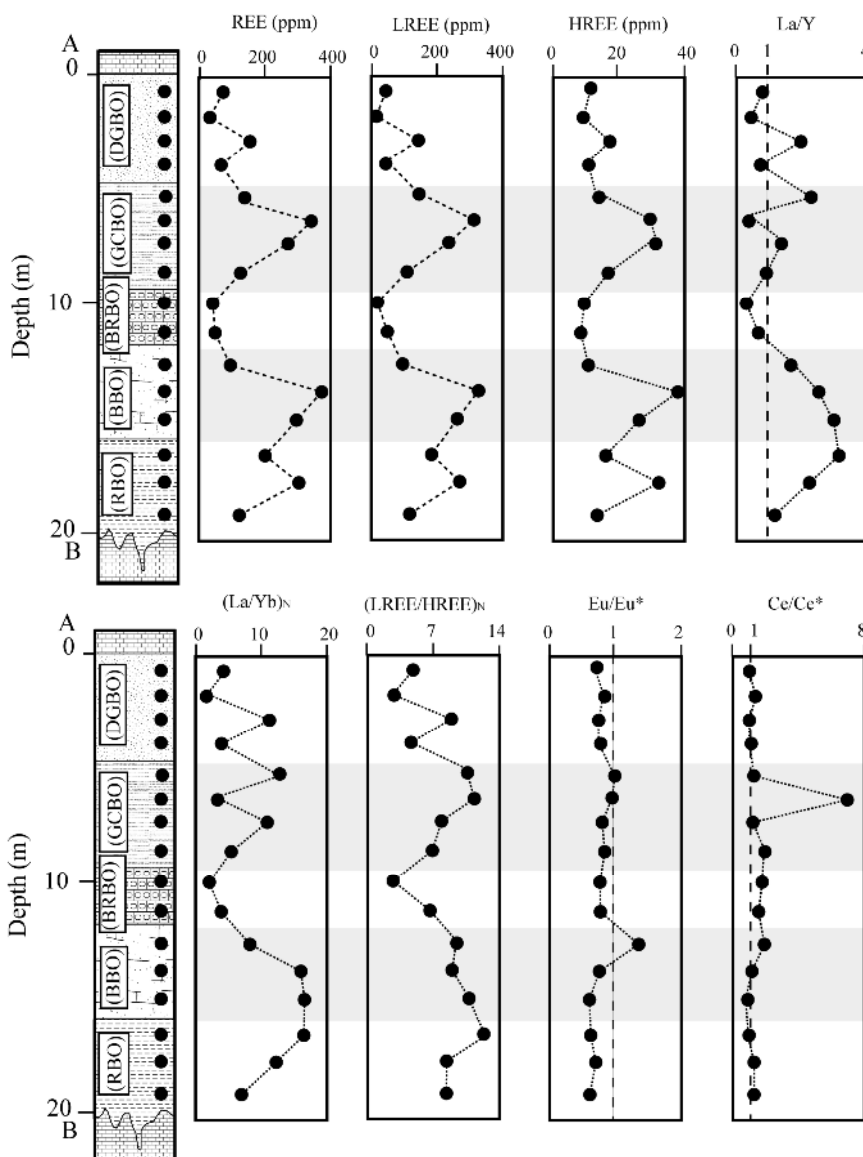 REE (ppm) LREE (ppm) HREE (ppm) La/Y
A
0 0 200 400 0 200 400 0 20 40 0 1 4
(DGBO)
(GCBO)
10
(BRBO)
(BBO)
(RBO)
20
B
Depth (m)
(La/Yb)N (LREE/HREE)N Eu/Eu* Ce/Ce*
A
0 0 10 20 0 7 14 0 1 2 0 1 8
(DGBO)
(GCBO)
10
(BRBO)
(BBO)
(RBO)
20
B
Depth (m)